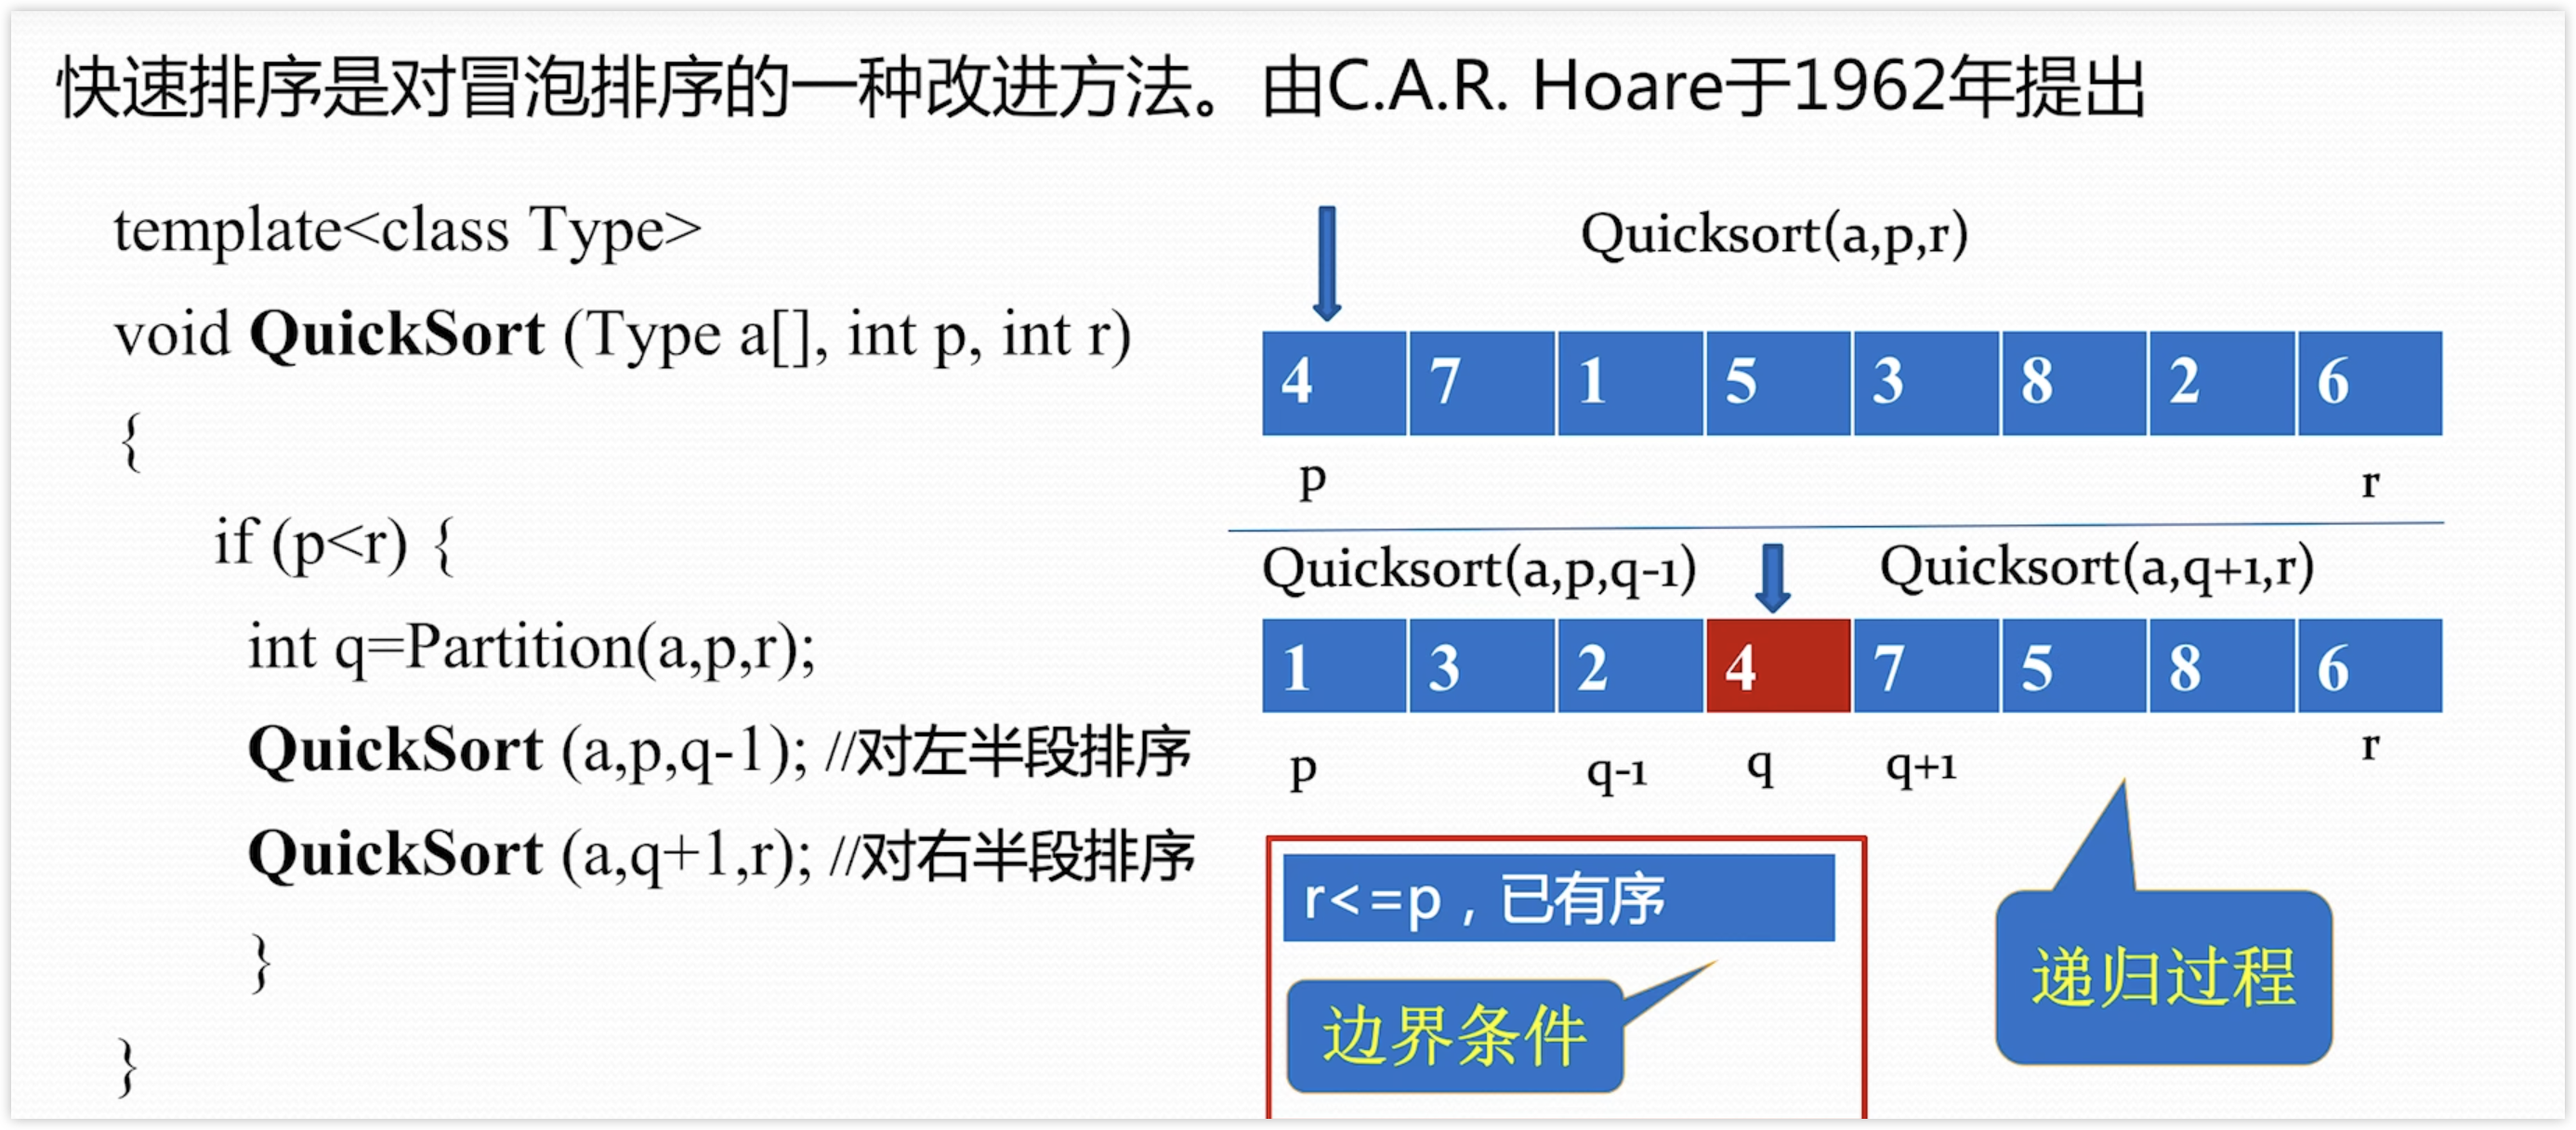 快速排序是对冒泡排序的一种改进方法。由C.A.R. Hoare于1962年提出
template<class Type>
void QuickSort (Type a[], int p, int r)
{
if (p<r) {
int q=Partition(a,p,r);
QuickSort (a,p,q-1); //对左半段排序
QuickSort (a,q+1,r); //对右半段排序
}
}
Quicksort(a,p,r)
4 7 1 5 3 8 2 6
p r
Quicksort(a,p,q-1) Quicksort(a,q+1,r)
1 3 2 4 7 5 8 6
p q-1 q q+1 r
r<=p，已有序
边界条件
递归过程